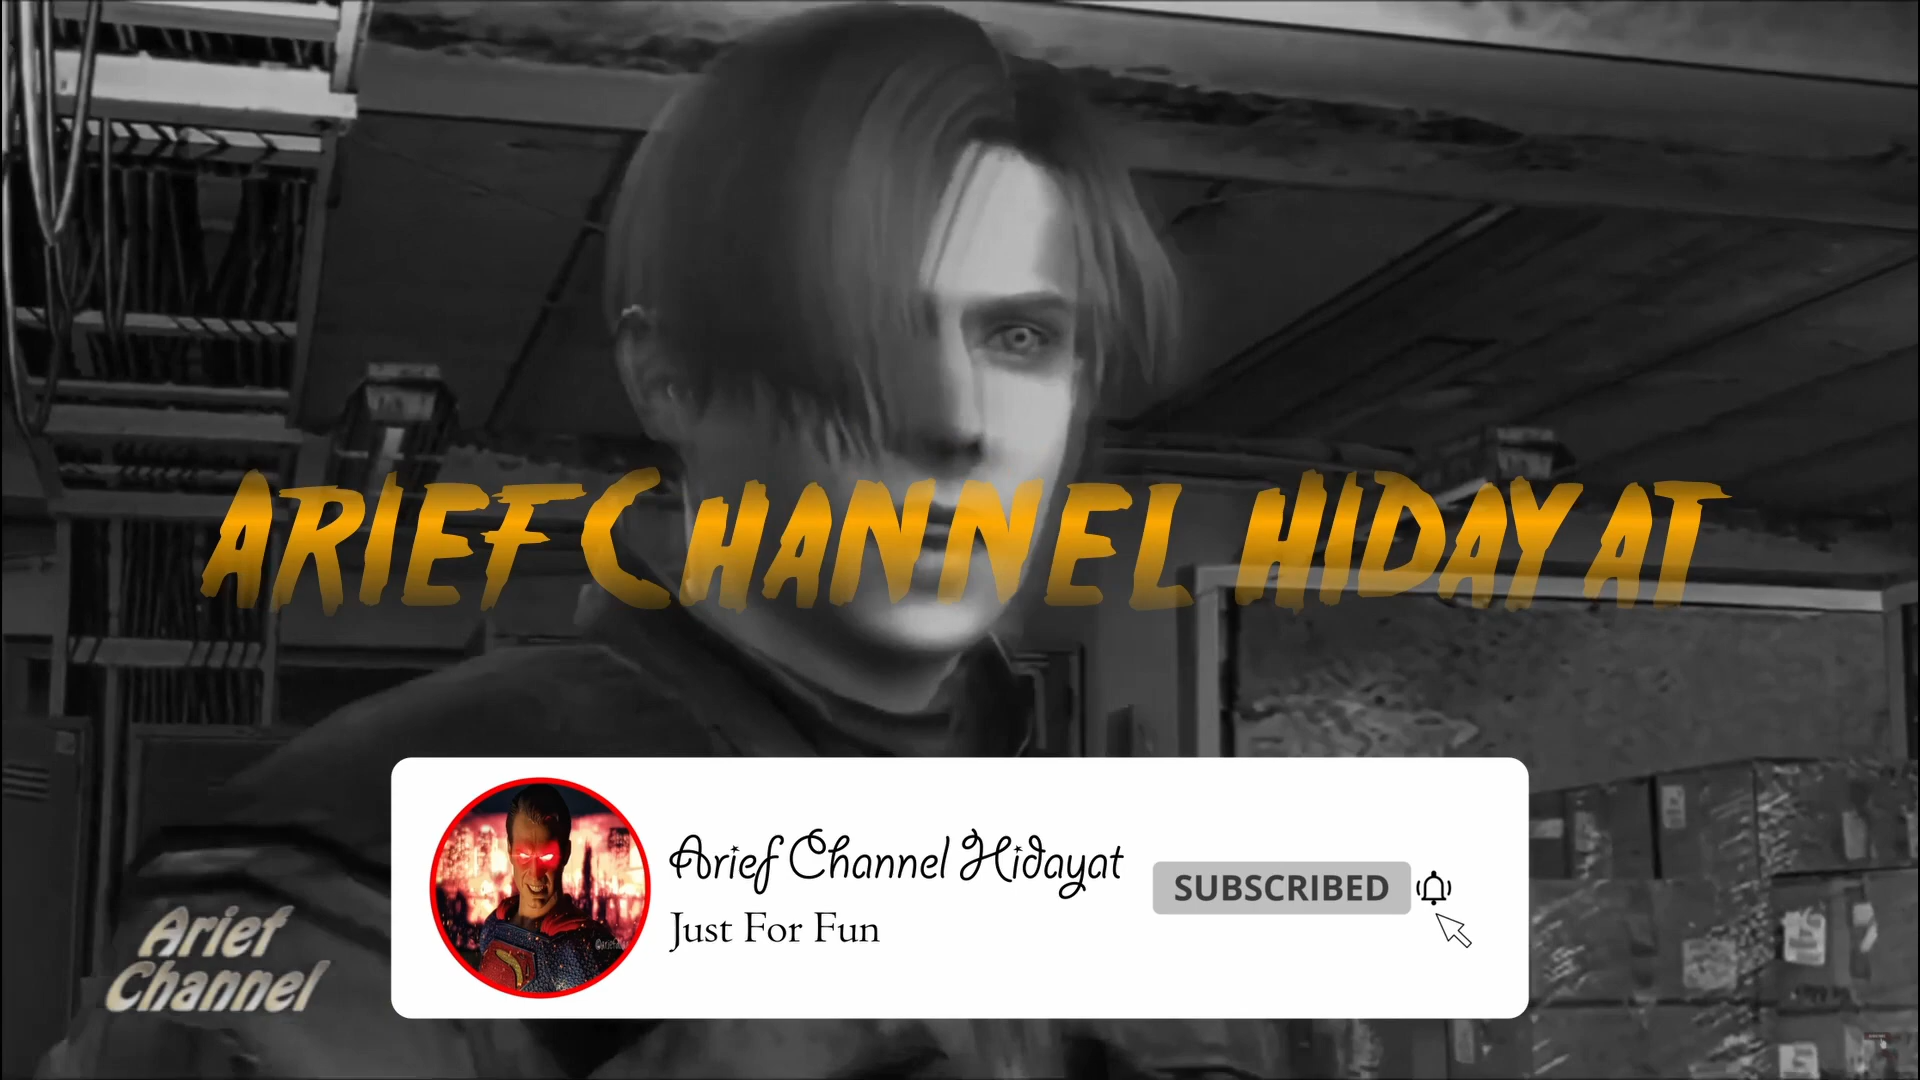 ARIEF CHANNEL HIDAYAT
Arief Channel Hidayat
Just For Fun
SUBSCRIBED
Arief
Channel